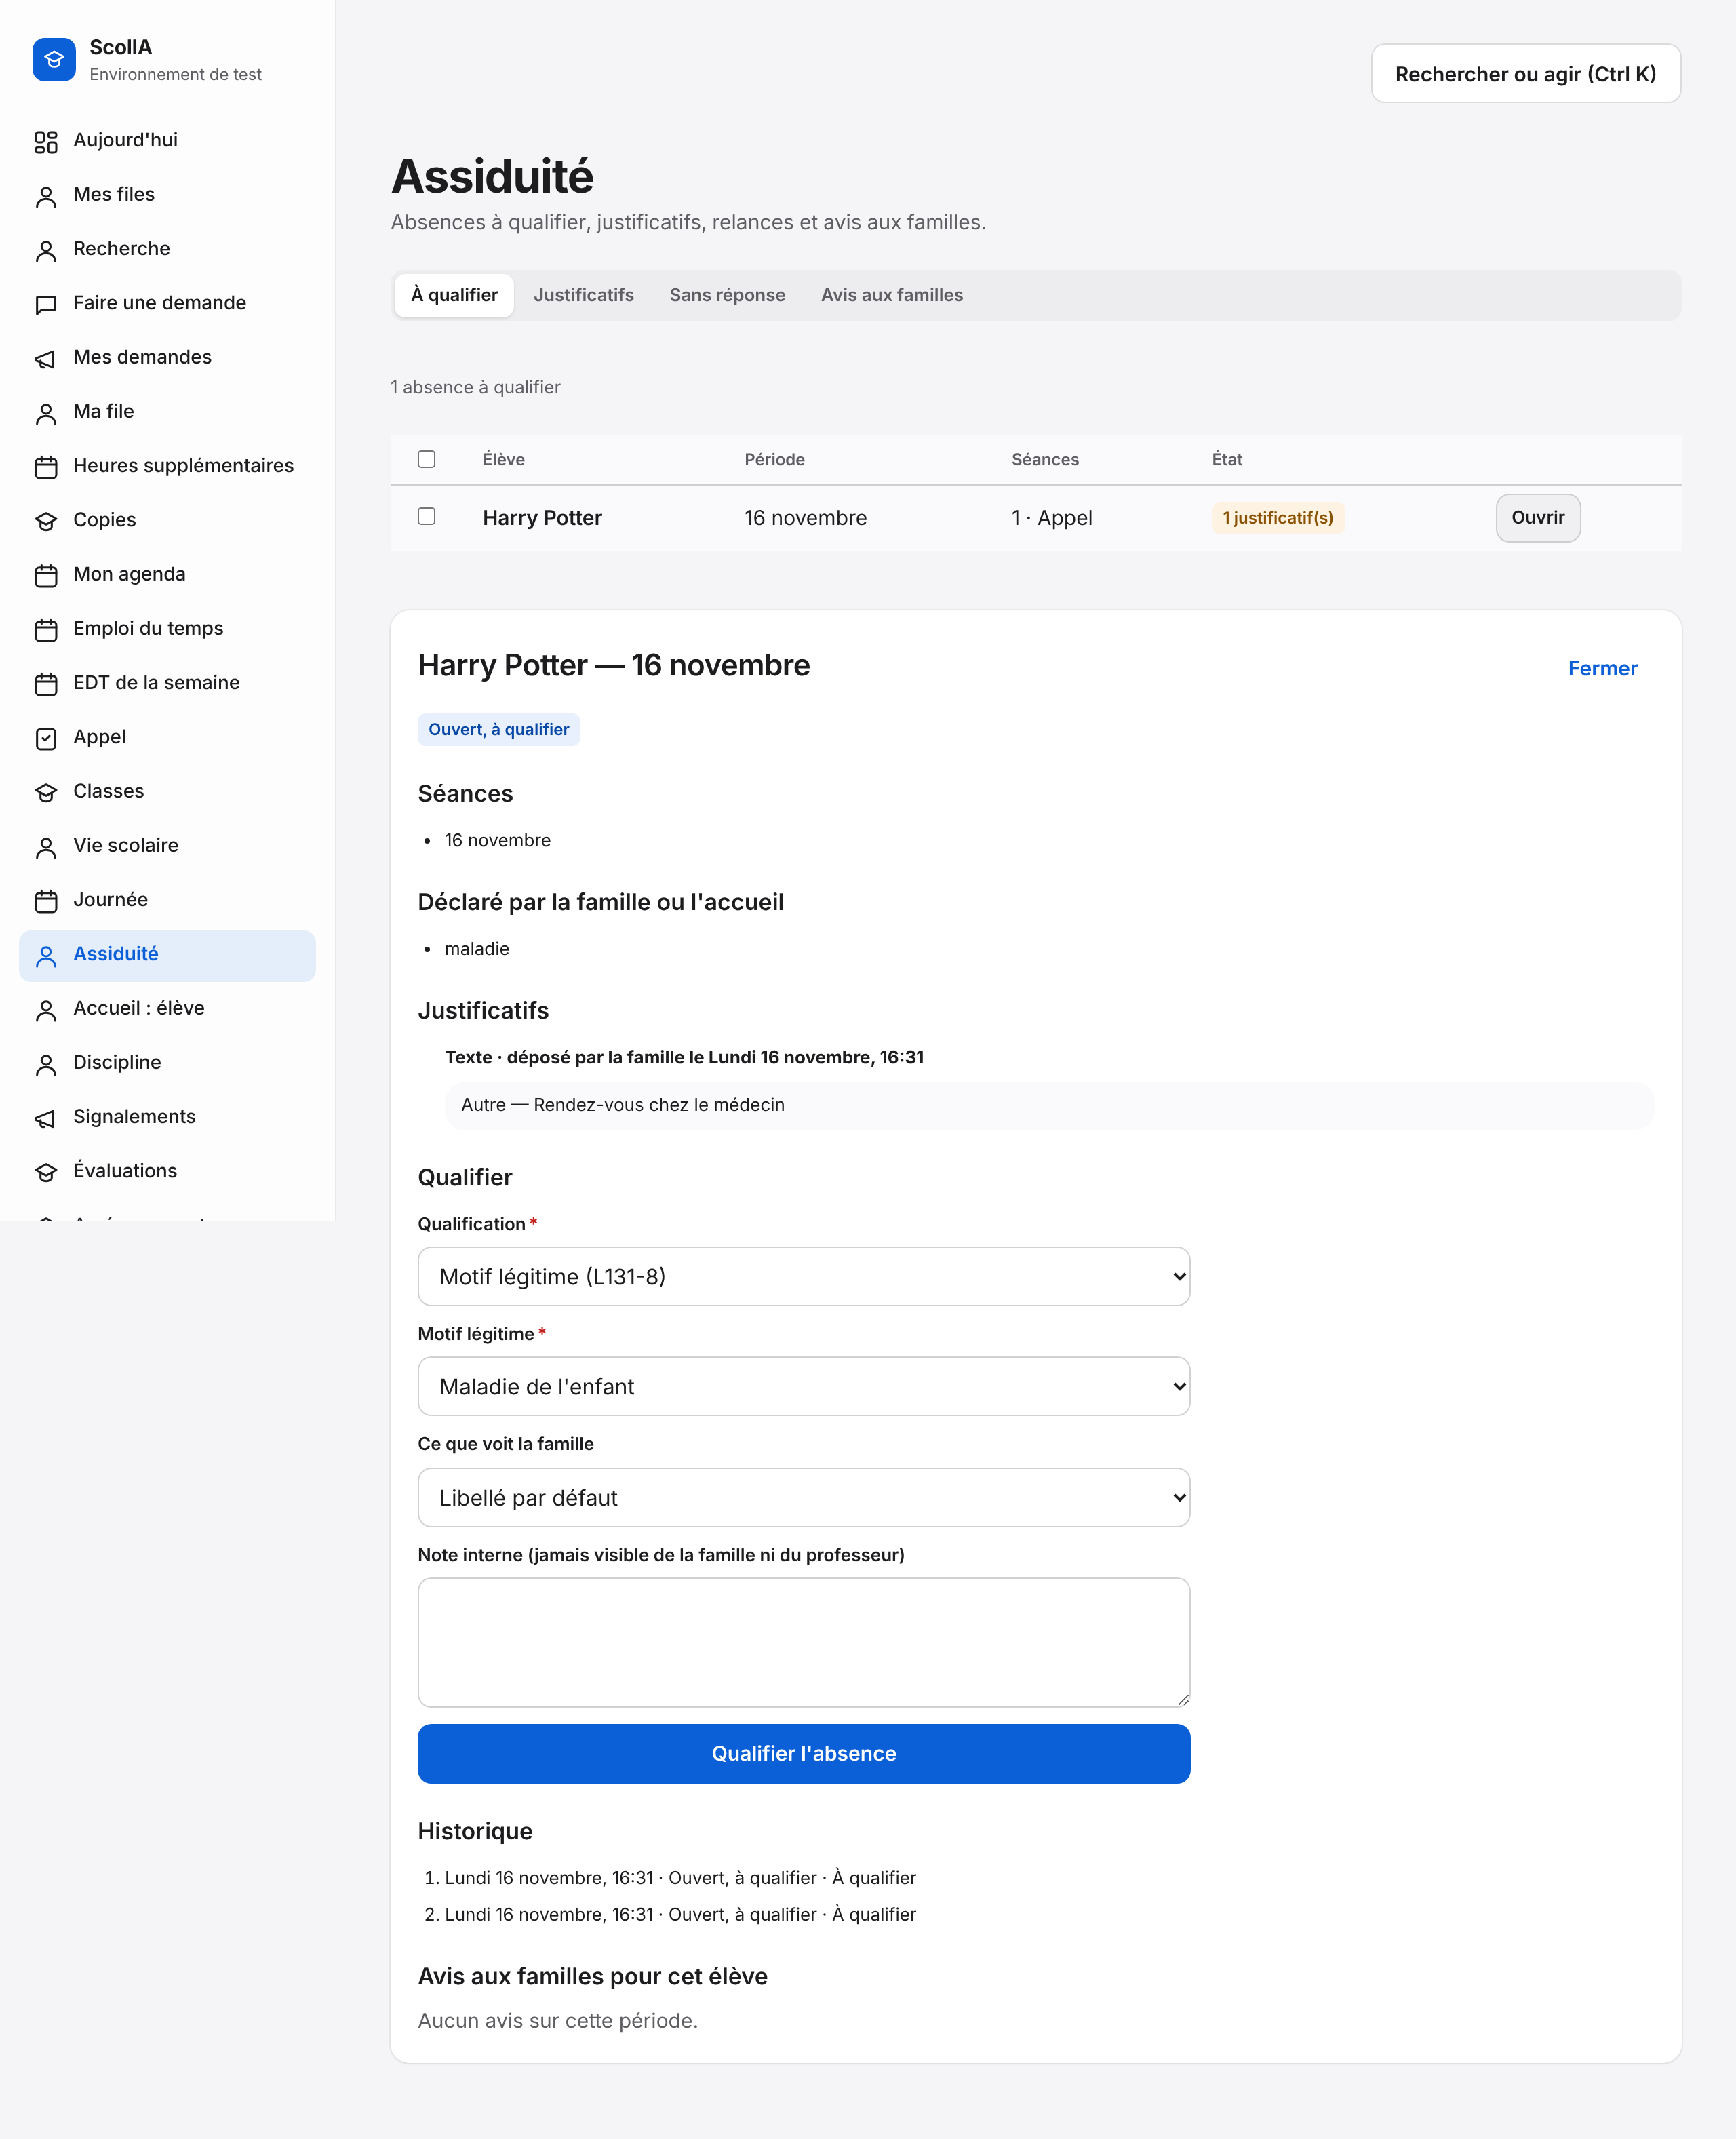 ScolIA
Environnement de test
Aujourd'hui
Mes files
Recherche
Faire une demande
Mes demandes
Ma file
Heures supplémentaires
Copies
Mon agenda
Emploi du temps
EDT de la semaine
Appel
Classes
Vie scolaire
Journée
Assiduité
Accueil : élève
Discipline
Signalements
Évaluations
Rechercher ou agir (Ctrl K)
Assiduité
Absences à qualifier, justificatifs, relances et avis aux familles.
À qualifier Justificatifs Sans réponse Avis aux familles
1 absence à qualifier
Élève Période Séances État
Harry Potter 16 novembre 1 · Appel 1 justificatif(s) Ouvrir
Harry Potter — 16 novembre Fermer
Ouvert, à qualifier
Séances
• 16 novembre
Déclaré par la famille ou l'accueil
• maladie
Justificatifs
Texte · déposé par la famille le Lundi 16 novembre, 16:31
Autre — Rendez-vous chez le médecin
Qualifier
Qualification *
Motif légitime (L131-8)
Motif légitime *
Maladie de l'enfant
Ce que voit la famille
Libellé par défaut
Note interne (jamais visible de la famille ni du professeur)
Qualifier l'absence
Historique
1. Lundi 16 novembre, 16:31 · Ouvert, à qualifier · À qualifier
2. Lundi 16 novembre, 16:31 · Ouvert, à qualifier · À qualifier
Avis aux familles pour cet élève
Aucun avis sur cette période.